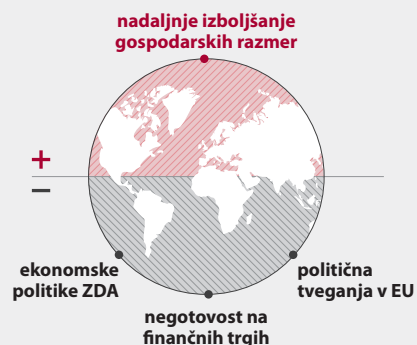 nadaljnje izboljšanje
gospodarskih razmer
+
–
ekonomske
politike ZDA
politična
tveganja v EU
negotovost na
finančnih trgih